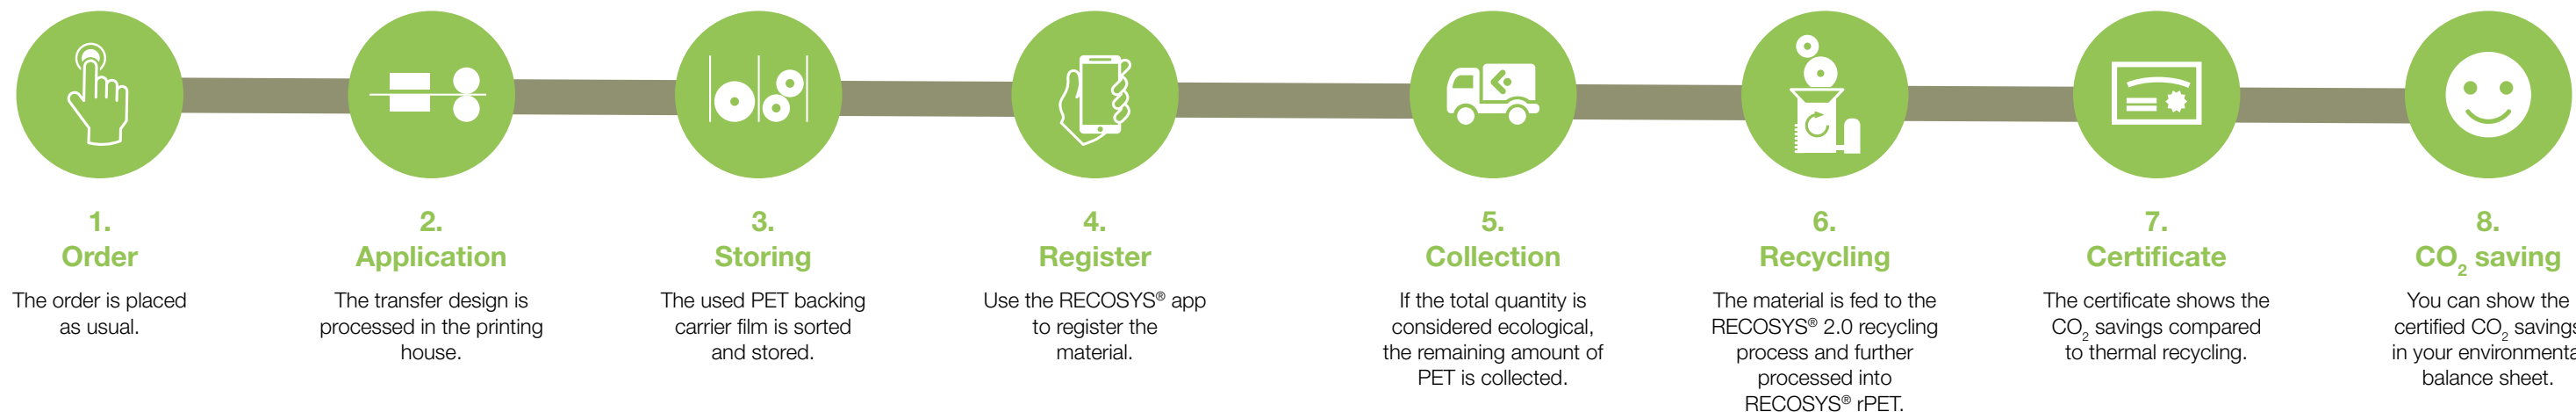 1.
Order
The order is placed
as usual.
2.
Application
The transfer design is
processed in the printing
house.
3.
Storing
The used PET backing
carrier film is sorted
and stored.
4.
Register
Use the RECOSYS® app
to register the
material.
5.
Collection
If the total quantity is
considered ecological,
the remaining amount of
PET is collected.
6.
Recycling
The material is fed to the
RECOSYS® 2.0 recycling
process and further
processed into
RECOSYS® rPET.
7.
Certificate
The certificate shows the
CO₂ savings compared
to thermal recycling.
8.
CO₂ saving
You can show the
certified CO₂ savings
in your environmenta
balance sheet.